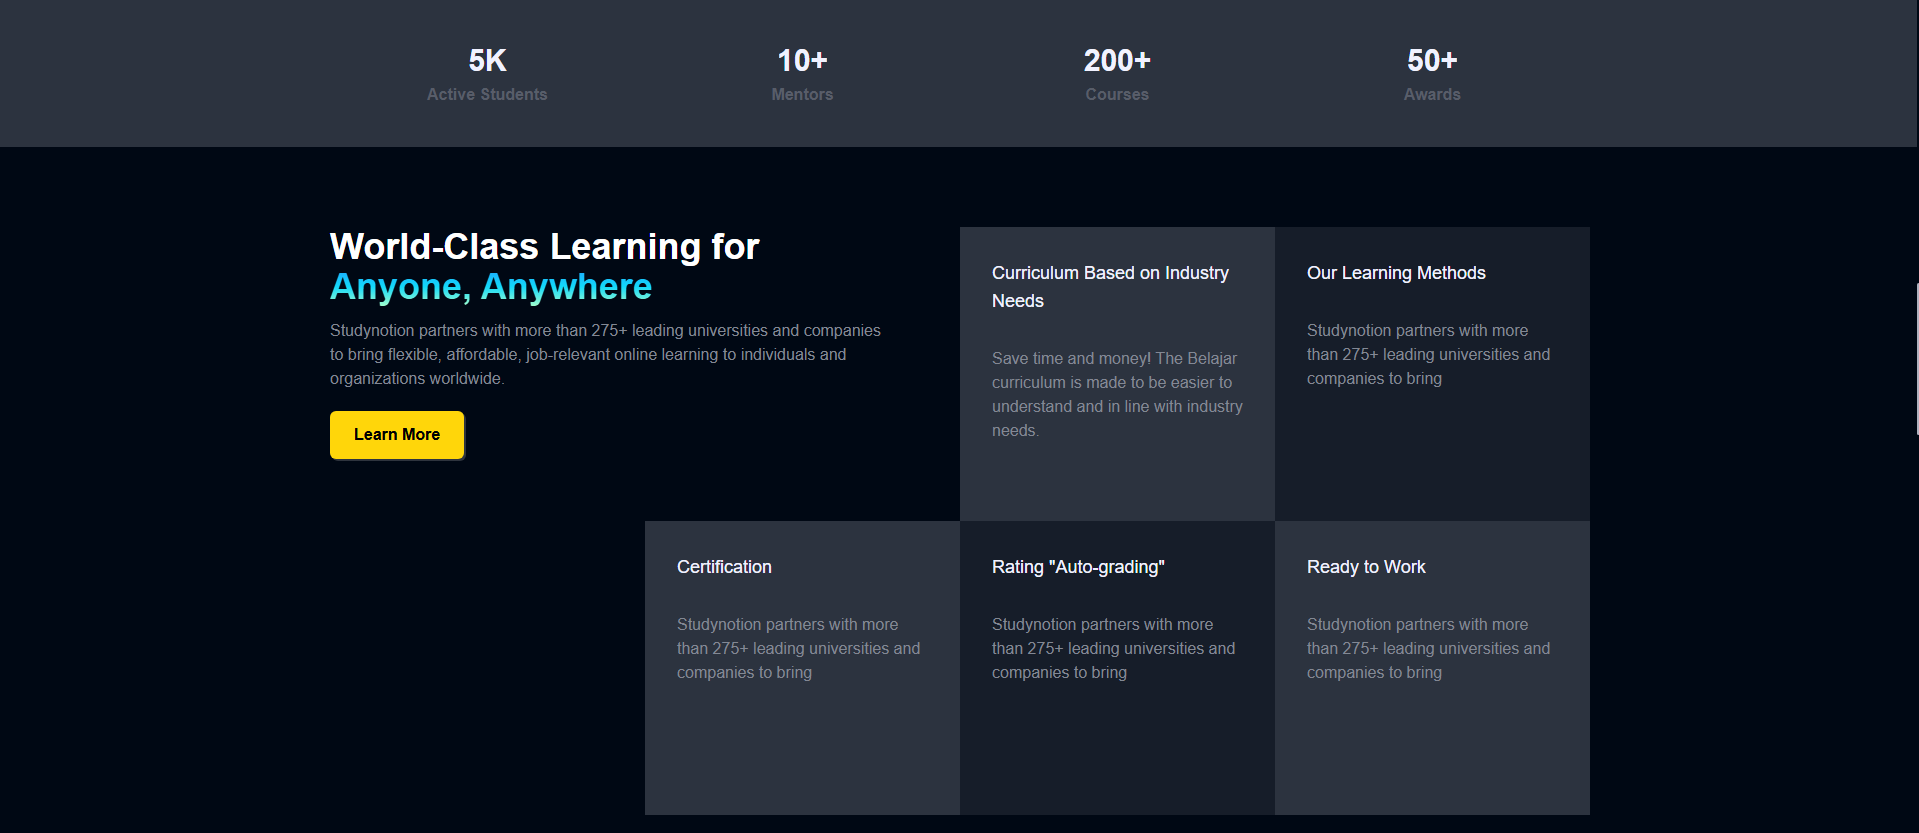 5K
Active Students
10+
Mentors
200+
Courses
50+
Awards
World-Class Learning for
Anyone, Anywhere
Studynotion partners with more than 275+ leading universities and companies
to bring flexible, affordable, job-relevant online learning to individuals and
organizations worldwide.
Learn More
Curriculum Based on Industry
Needs
Save time and money! The Belajar
curriculum is made to be easier to
understand and in line with industry
needs.
Our Learning Methods
Studynotion partners with more
than 275+ leading universities and
companies to bring
Certification
Studynotion partners with more
than 275+ leading universities and
companies to bring
Rating "Auto-grading"
Studynotion partners with more
than 275+ leading universities and
companies to bring
Ready to Work
Studynotion partners with more
than 275+ leading universities and
companies to bring